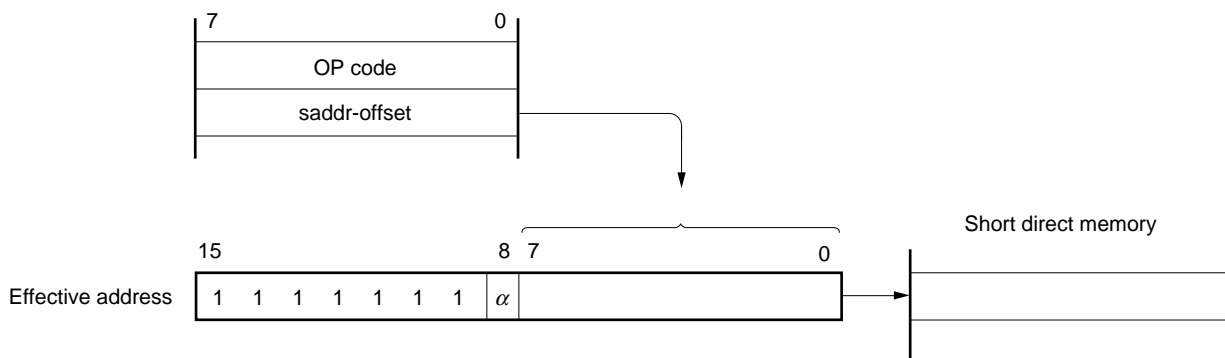 7 0
OP code
saddr-offset
Short direct memory
15 8 7 0
Effective address 1 1 1 1 1 1 1 α